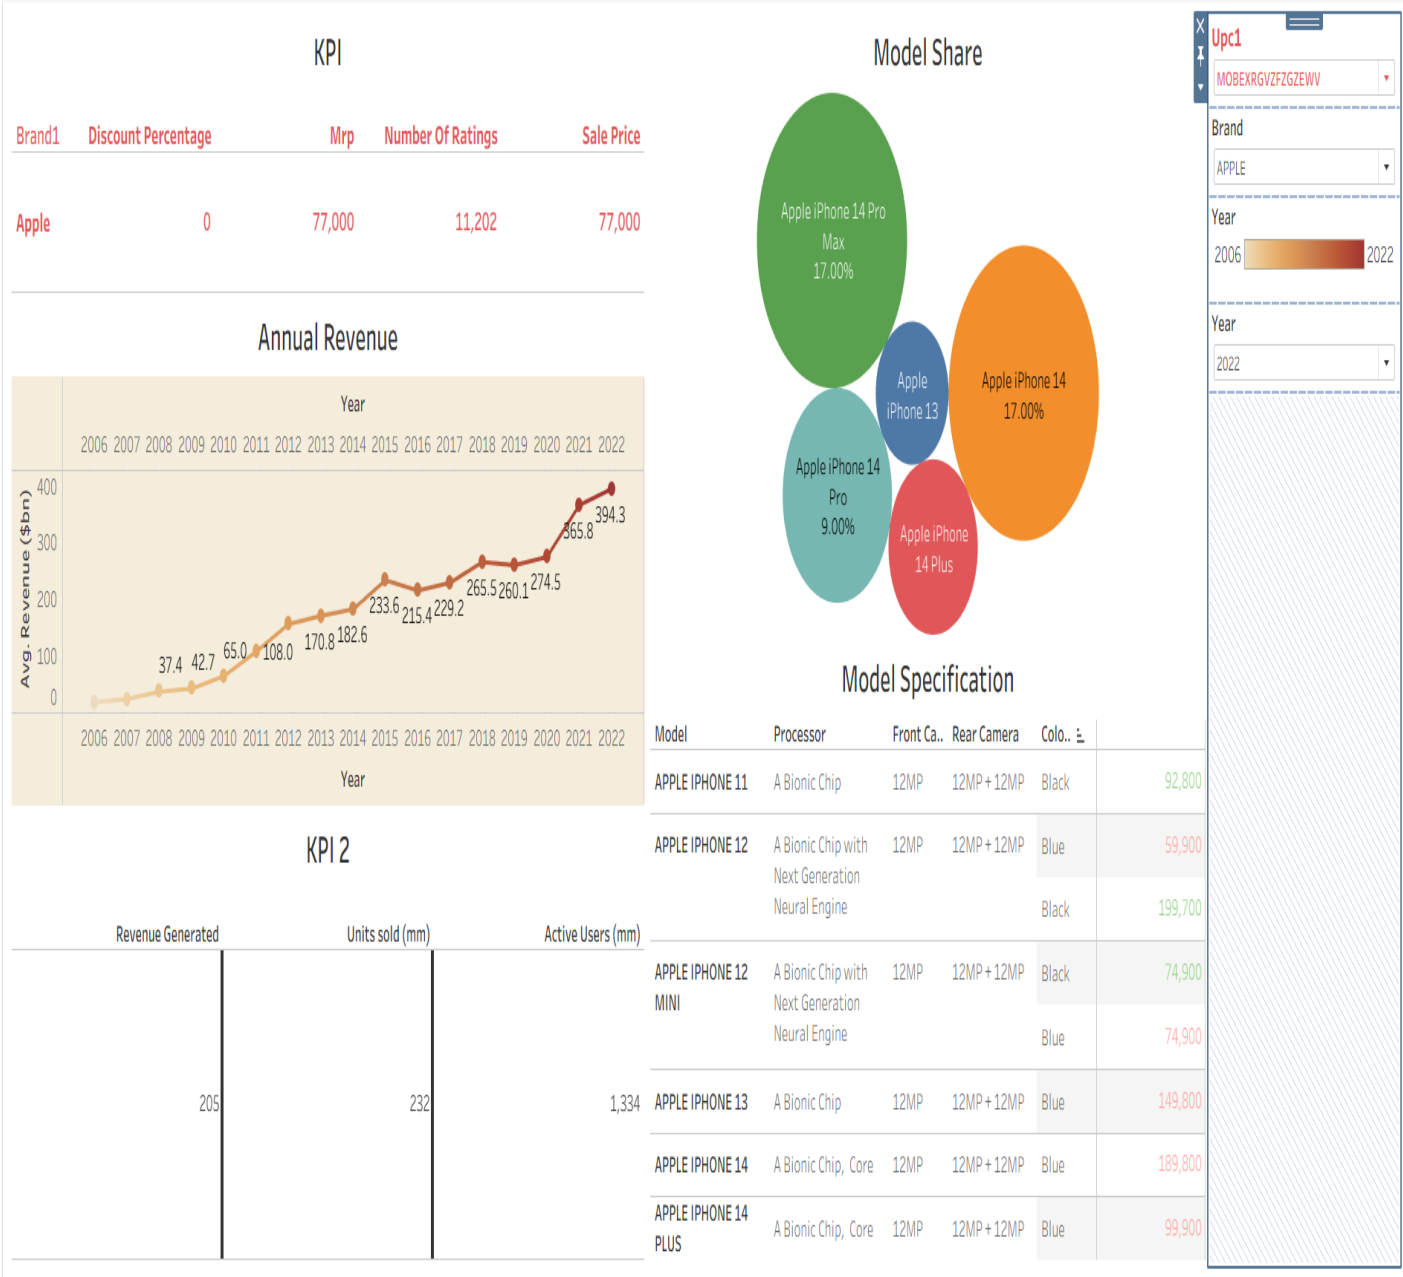 KPI
Brand1 Discount Percentage Mrp Number Of Ratings Sale Price
Apple 0 77,000 11,202 77,000
Annual Revenue
Year
2006 2007 2008 2009 2010 2011 2012 2013 2014 2015 2016 2017 2018 2019 2020 2021 2022
Avg. Revenue ($bn)
400
300
200
100
0
37.4 42.7 65.0 108.0 170.8 182.6 233.6 215.4 229.2 265.5 260.1 274.5 365.8 394.3
2006 2007 2008 2009 2010 2011 2012 2013 2014 2015 2016 2017 2018 2019 2020 2021 2022
Year
KPI 2
Revenue Generated Units sold (mm) Active Users (mm)
205 232 1,334
Model Share
Apple iPhone 14 Pro
Max
17.00%
Apple
iPhone 13
Apple iPhone 14
17.00%
Apple iPhone 14
Pro
9.00%
Apple iPhone
14 Plus
Model Specification
Model Processor Front Ca.. Rear Camera Colo..
APPLE IPHONE 11 A Bionic Chip 12MP 12MP + 12MP Black 92,800
APPLE IPHONE 12 A Bionic Chip with 12MP 12MP + 12MP Blue 59,900
Next Generation
Neural Engine Black 199,700
APPLE IPHONE 12 A Bionic Chip with 12MP 12MP + 12MP Black 74,900
MINI Next Generation
Neural Engine Blue 74,900
APPLE IPHONE 13 A Bionic Chip 12MP 12MP + 12MP Blue 149,800
APPLE IPHONE 14 A Bionic Chip, Core 12MP 12MP + 12MP Blue 189,800
APPLE IPHONE 14
PLUS A Bionic Chip, Core 12MP 12MP + 12MP Blue 99,900
Upc1
MOBEXRGVZFZGZEWV
Brand
APPLE
Year
2006 2022
Year
2022